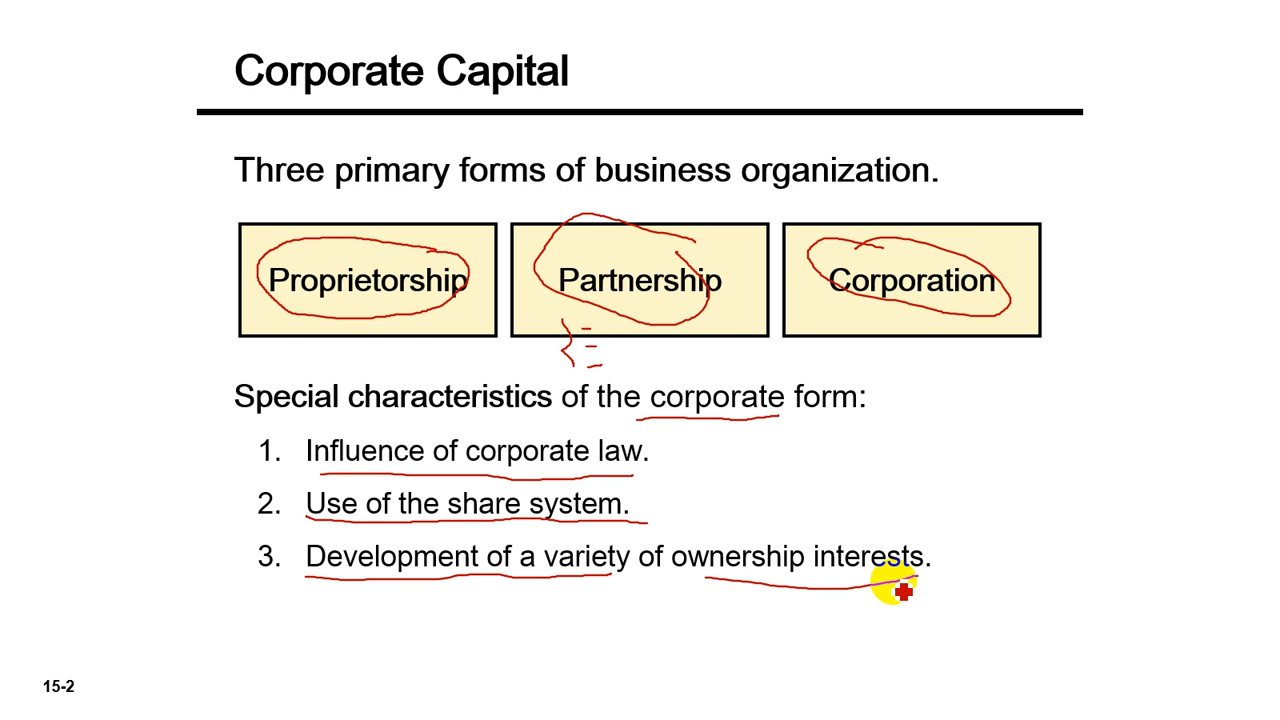 Corporate Capital
Three primary forms of business organization.
Proprietorship
Partnership
Corporation
Special characteristics of the corporate form:
1. Influence of corporate law.
2. Use of the share system.
3. Development of a variety of ownership interests.
15-2